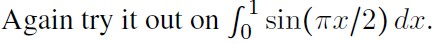 Again try it out on ∫₀¹ sin(πx/2) dx.